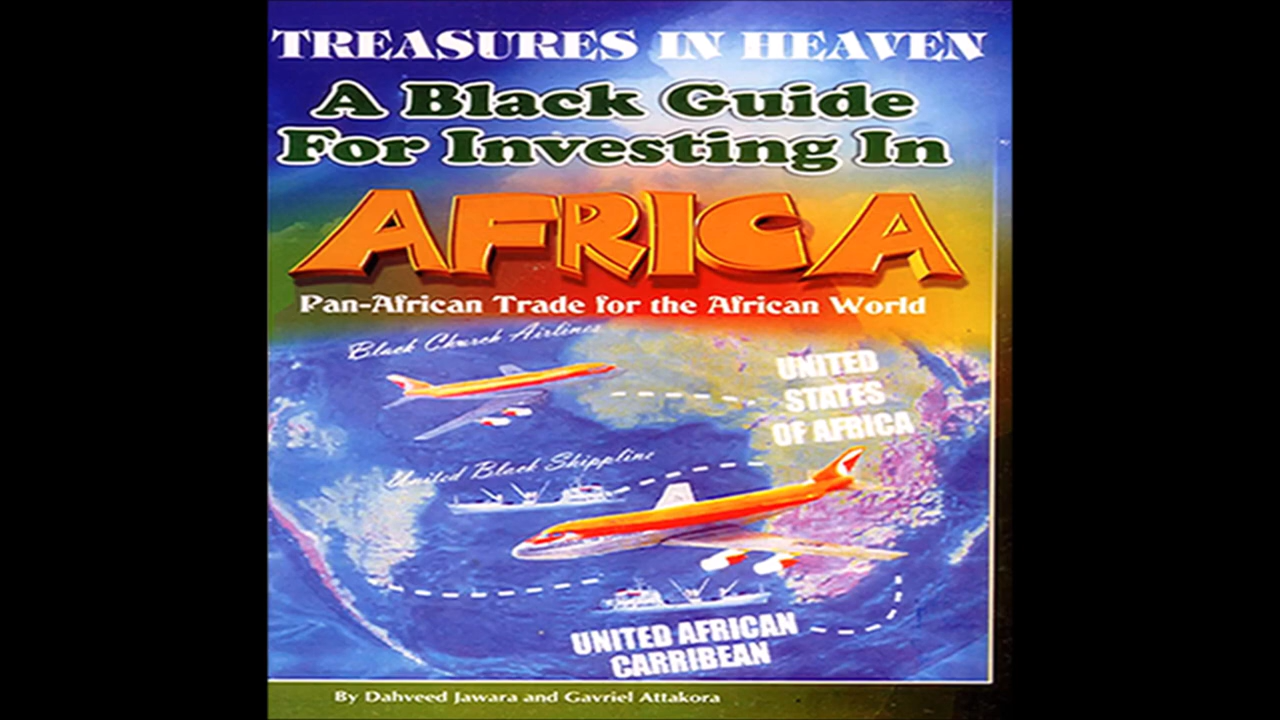 TREASURES IN HEAVEN
A Black Guide
For Investing In
AFRICA
Pan-African Trade for the African World
Black Church Airlines
UNITED
STATES
OF AFRICA
United Black Shippline
UNITED AFRICAN
CARRIBEAN
By Dahveed Jawara and Gavriel Attakora